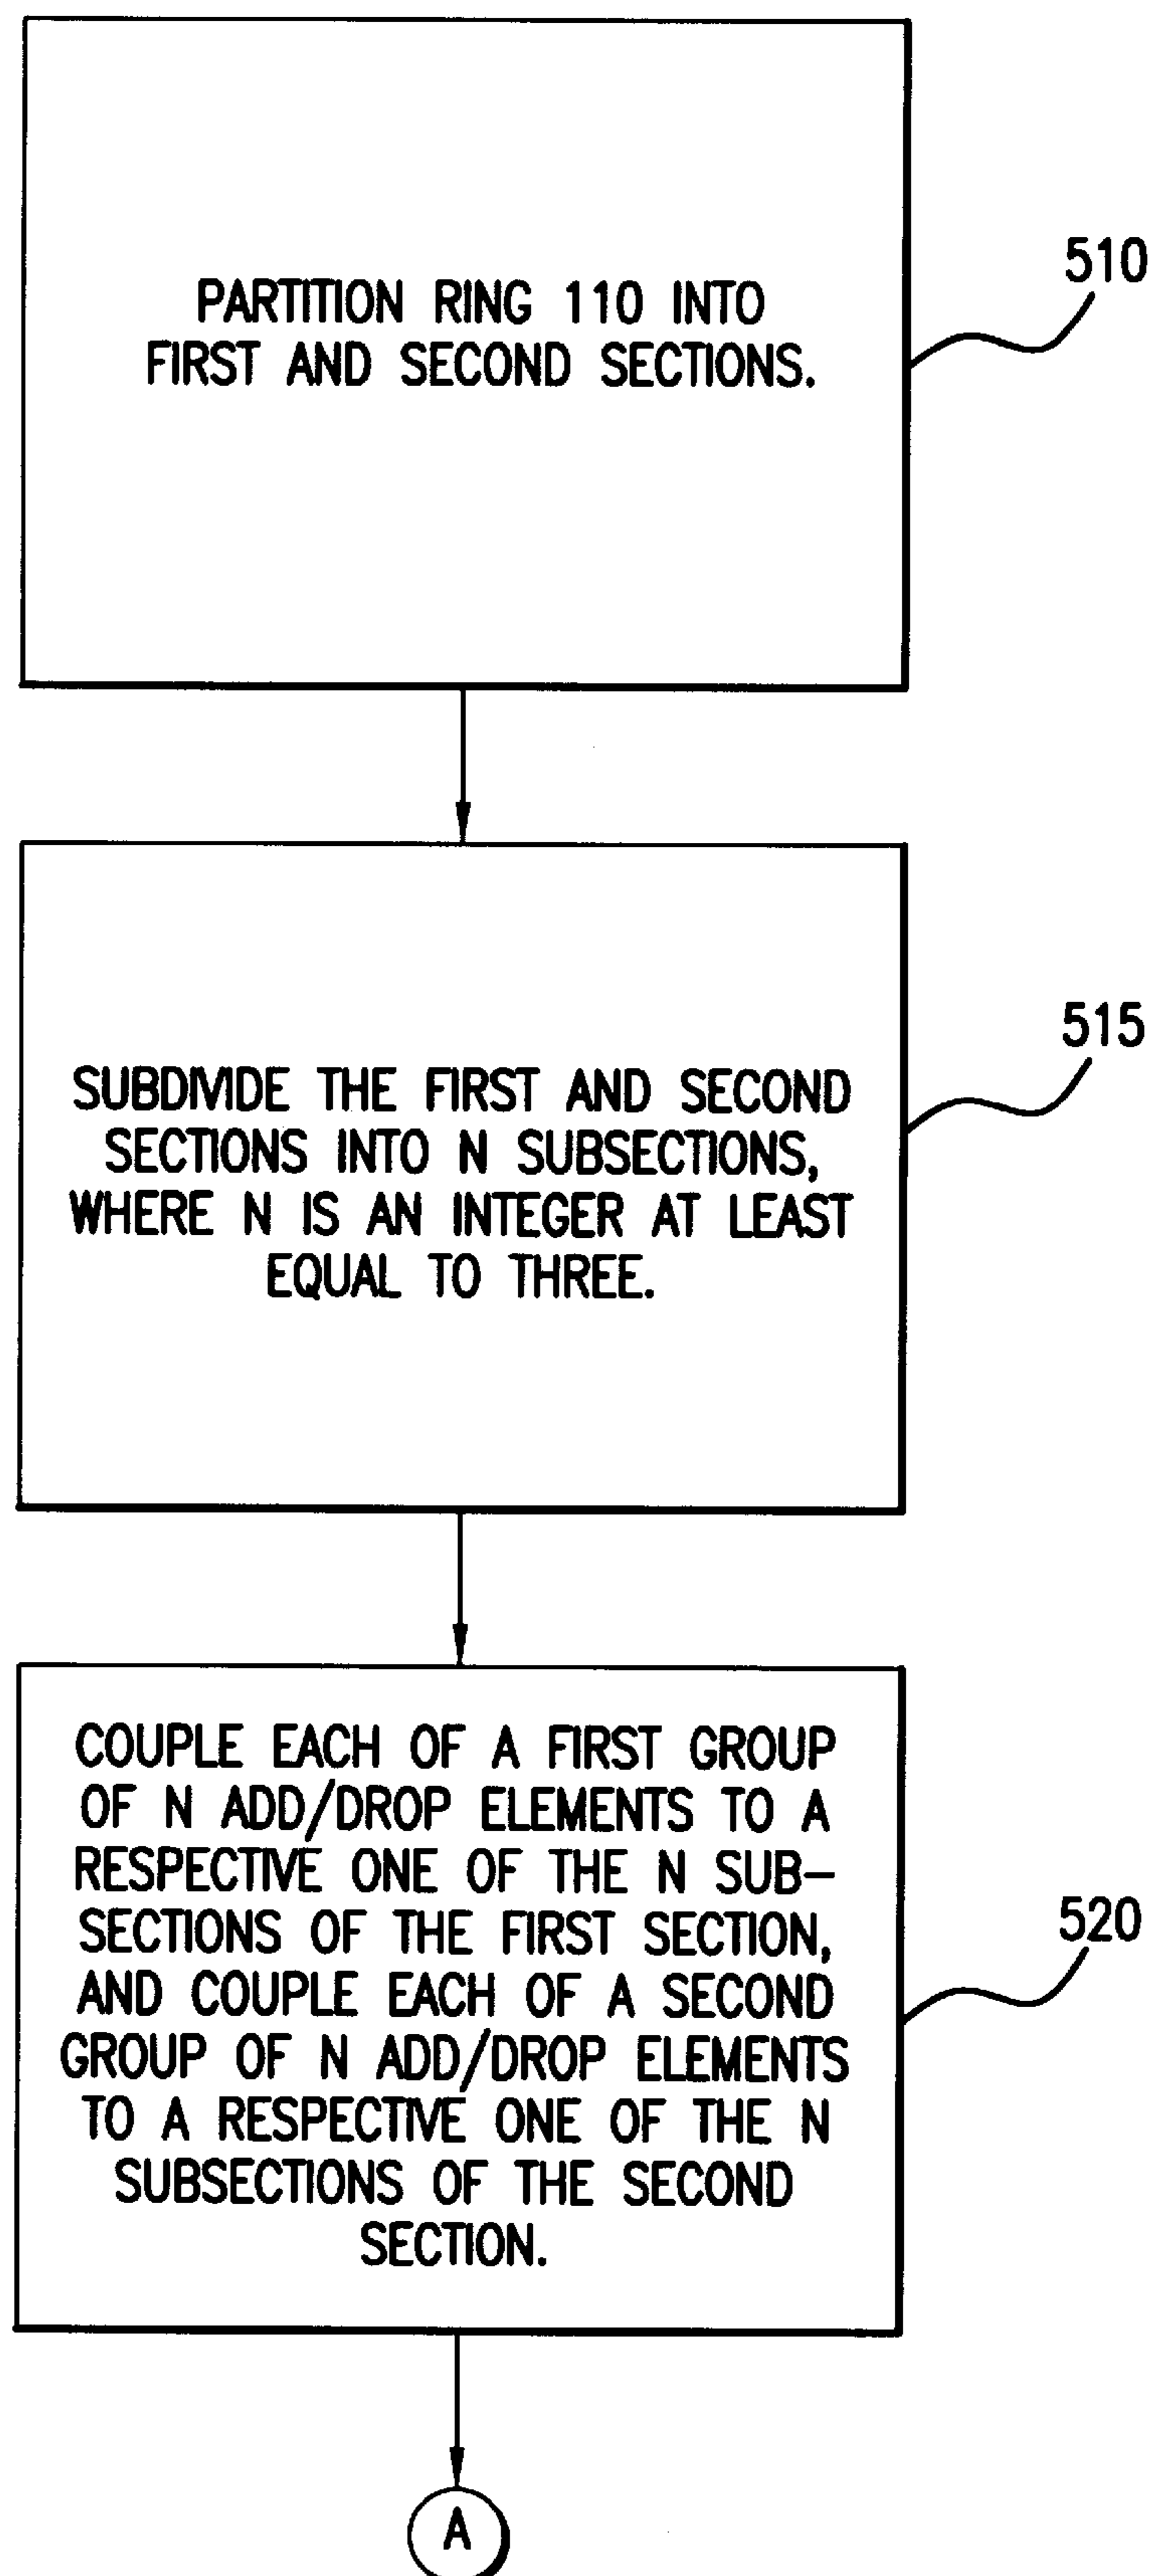 PARTITION RING 110 INTO
FIRST AND SECOND SECTIONS.
510
SUBDIVIDE THE FIRST AND SECOND
SECTIONS INTO N SUBSECTIONS,
WHERE N IS AN INTEGER AT LEAST
EQUAL TO THREE.
515
COUPLE EACH OF A FIRST GROUP
OF N ADD/DROP ELEMENTS TO A
RESPECTIVE ONE OF THE N SUB-
SECTIONS OF THE FIRST SECTION,
AND COUPLE EACH OF A SECOND
GROUP OF N ADD/DROP ELEMENTS
TO A RESPECTIVE ONE OF THE N
SUBSECTIONS OF THE SECOND
SECTION.
520
A